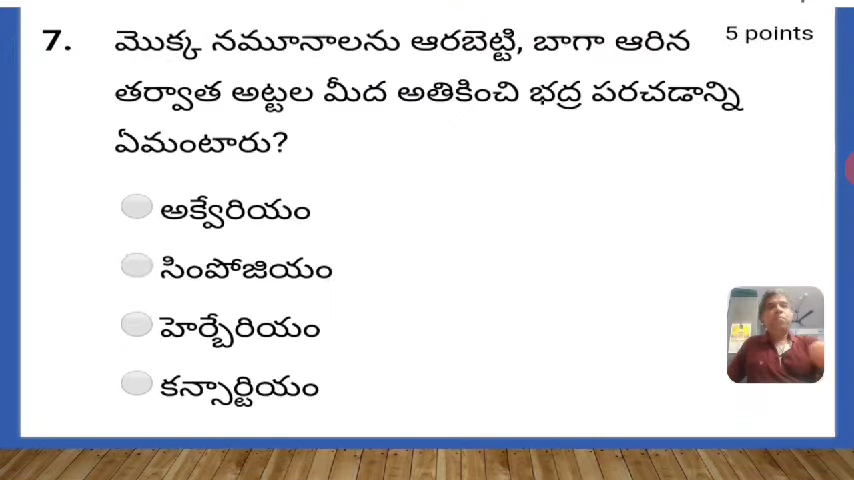 7. మొక్క నమూనాలను ఆరబెట్టి, బాగా ఆరిన 5 points
తర్వాత అట్టల మీద అతికించి భద్ర పరచడాన్ని
ఏమంటారు?
అక్వేరియం
సింపోజియం
హెర్బేరియం
కన్సార్టియం